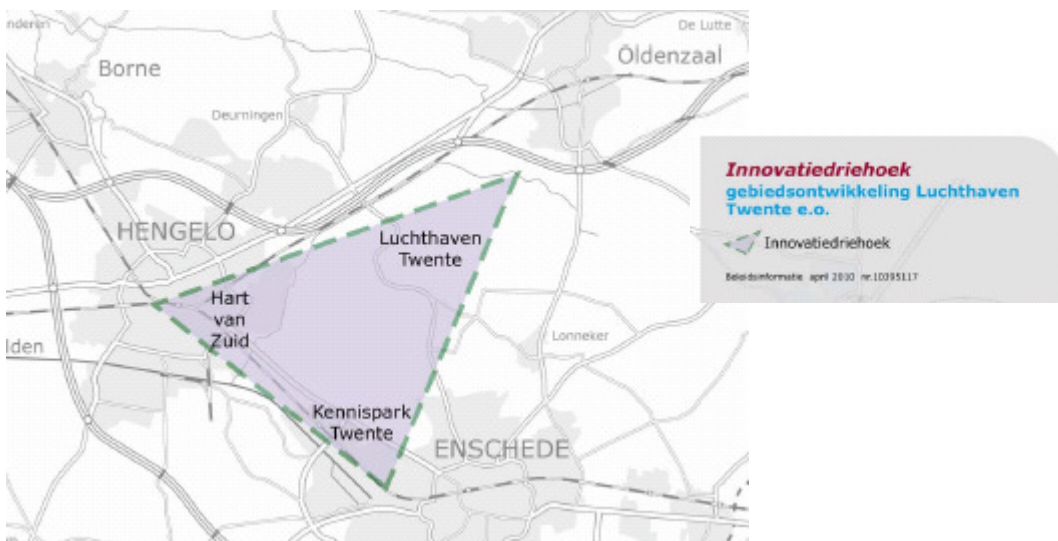 De Lutte
Oldenzaal
Borne
Deurningen
Innovatiedriehoek
gebiedsontwikkeling Luchthaven
Twente e.o.
HENGELO
Luchthaven
Twente
Innovatiedriehoek
Beleidsinformatie april 2010 nr.10395117
Hart
van
Zuid
Lonneker
lden
Kennispark
Twente
ENSCHEDE